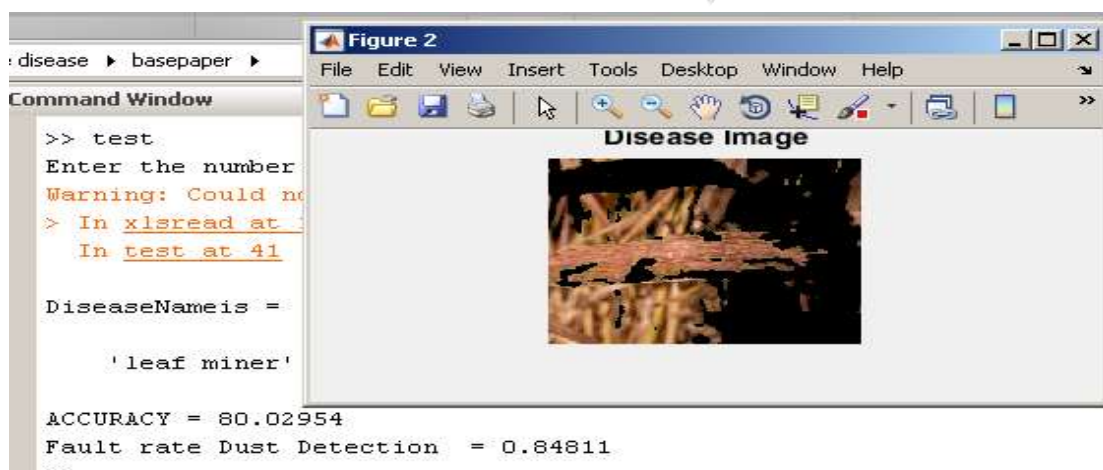 Figure 2
disease ▸ basepaper ▸
File Edit View Insert Tools Desktop Window Help
Command Window
Disease Image
>> test
Enter the number
Warning: Could
> In xlsread at
In test at 41
DiseaseNameis =
'leaf miner'
ACCURACY = 80.02954
Fault rate Dust Detection = 0.84811